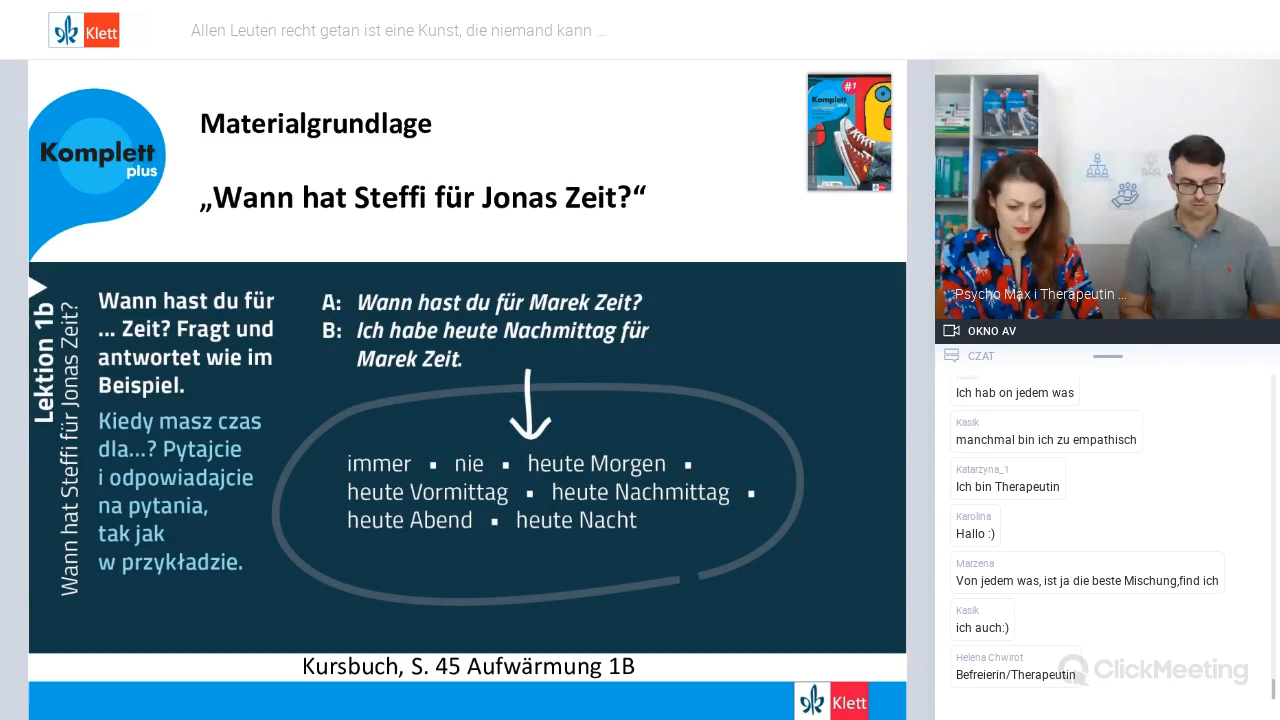 Klett
Allen Leuten recht getan ist eine Kunst, die niemand kann ...
Komplett
plus
Materialgrundlage
„Wann hat Steffi für Jonas Zeit?“
#1
Komplett
plus
Klett
Lektion 1b
Wann hat Steffi für Jonas Zeit?
Wann hast du für
... Zeit? Fragt und
antwortet wie im
Beispiel.
Kiedy masz czas
dla...? Pytajcie
i odpowiadajcie
na pytania,
tak jak
w przykładzie.
A: Wann hast du für Marek Zeit?
B: Ich habe heute Nachmittag für
Marek Zeit.
immer ▪ nie ▪ heute Morgen ▪
heute Vormittag ▪ heute Nachmittag ▪
heute Abend ▪ heute Nacht
Kursbuch, S. 45 Aufwärmung 1B
Klett
Psycho Max i Therapeutin ...
OKNO AV
CZAT
Ich hab on jedem was
Kasik
manchmal bin ich zu empathisch
Katarzyna_1
Ich bin Therapeutin
Karolina
Hallo :)
Marzena
Von jedem was, ist ja die beste Mischung,find ich
Kasik
ich auch:)
Helena Chwirot
Befreierin/Therapeutin
ClickMeeting